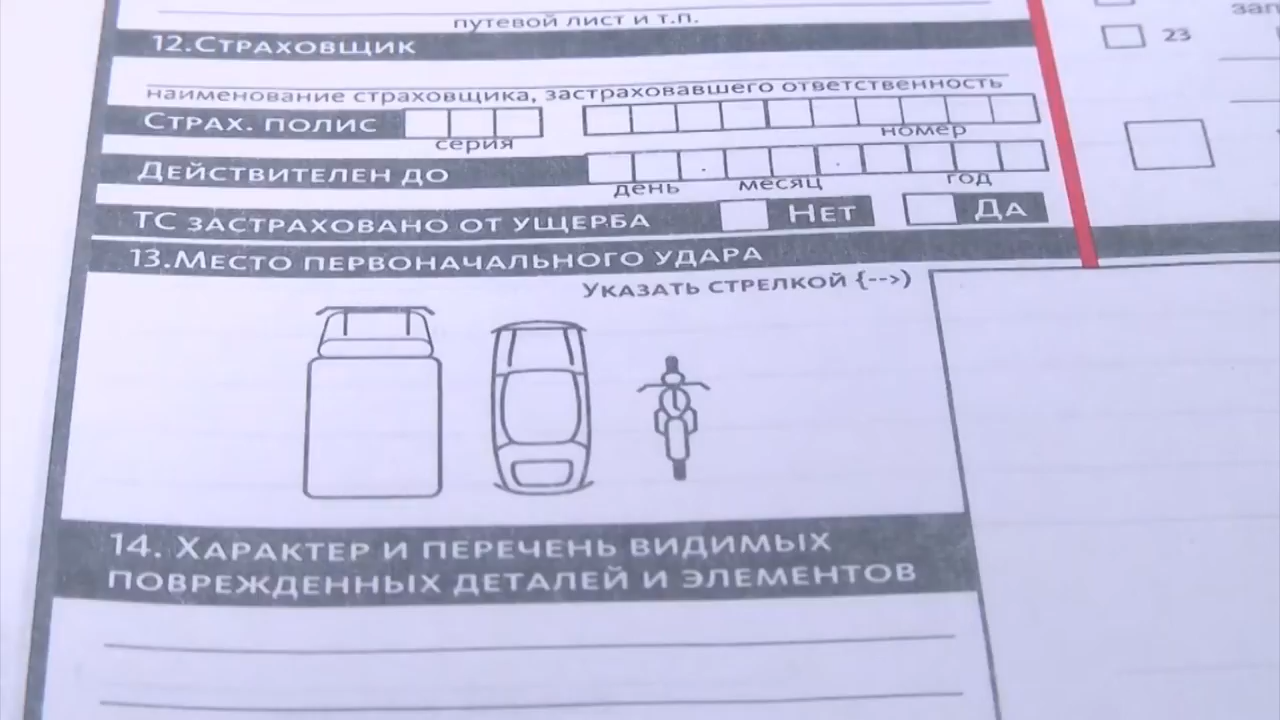 путевой лист и т.п.
12.Страховщик
наименование страховщика, застраховавшего ответственность
Страх. полис
серия
номер
Действителен до
день месяц год
ТС застраховано от ущерба Нет Да
13.Место первоначального удара
Указать стрелкой {-->)
14. Характер и перечень видимых
поврежденных деталей и элементов
23